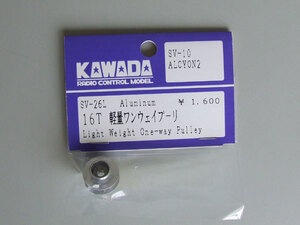 KAWADA
RADIO CONTROL MODEL
SV-10
ALCYON2
SV-26L Aluminum ¥1,600
16T 軽量ワンウェイプーリ
Light Weight One-way Pulley